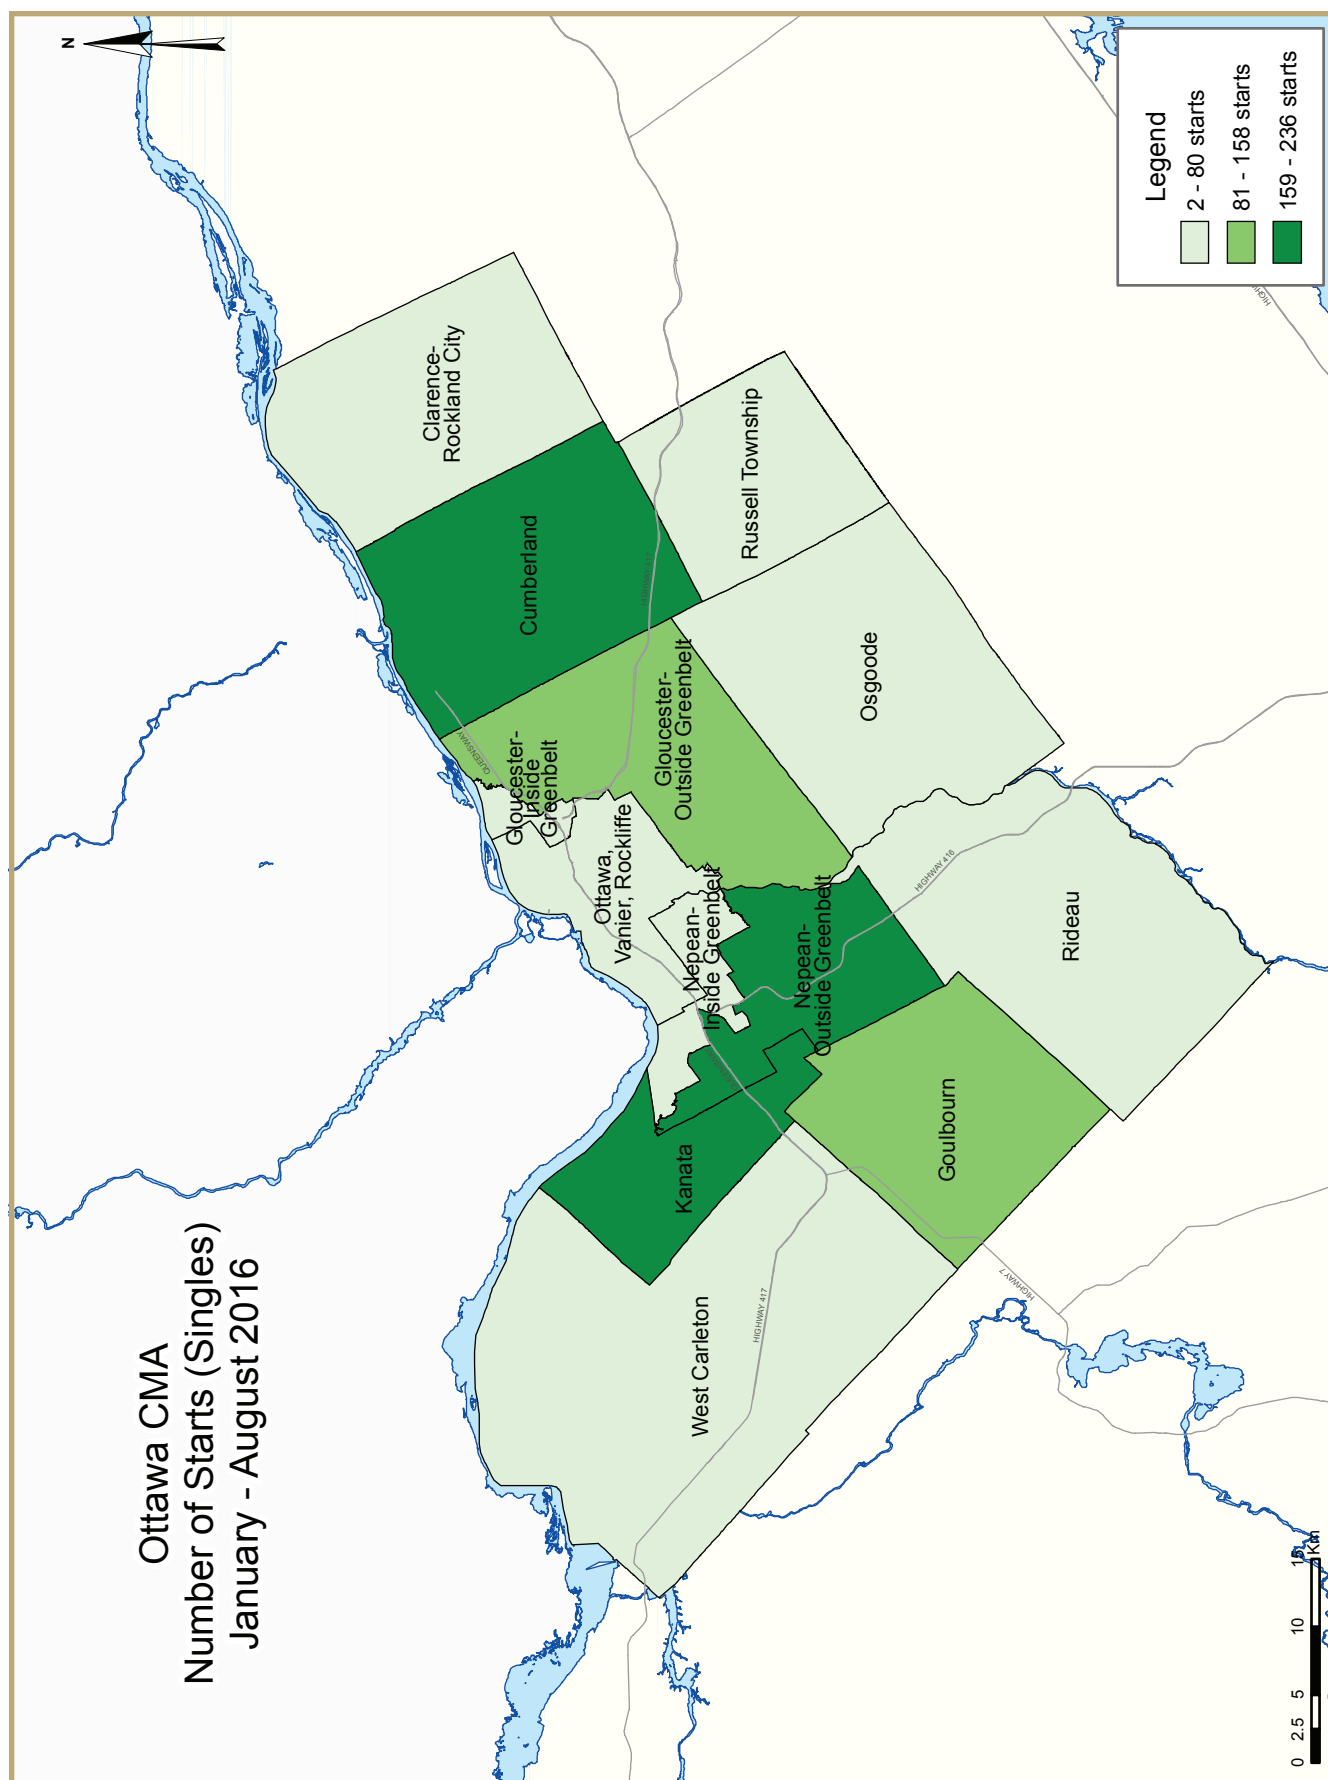 Ottawa CMA
Number of Starts (Singles)
January - August 2016
N
Legend
2 - 80 starts
81 - 158 starts
159 - 236 starts
Clarence-
Rockland City
Cumberland
Russell Township
HIGHWAY 417
QUEENSWAY
Gloucester-
Inside
Greenbelt
Gloucester-
Outside Greenbelt
Osgoode
Ottawa,
Vanier, Rockliffe
Nepean-
Inside Greenbelt
Nepean-
Outside Greenbelt
HIGHWAY 416
Rideau
Kanata
Goulbourn
West Carleton
HIGHWAY 417
HIGHWAY 7
0 2.5 5 10 15
Km